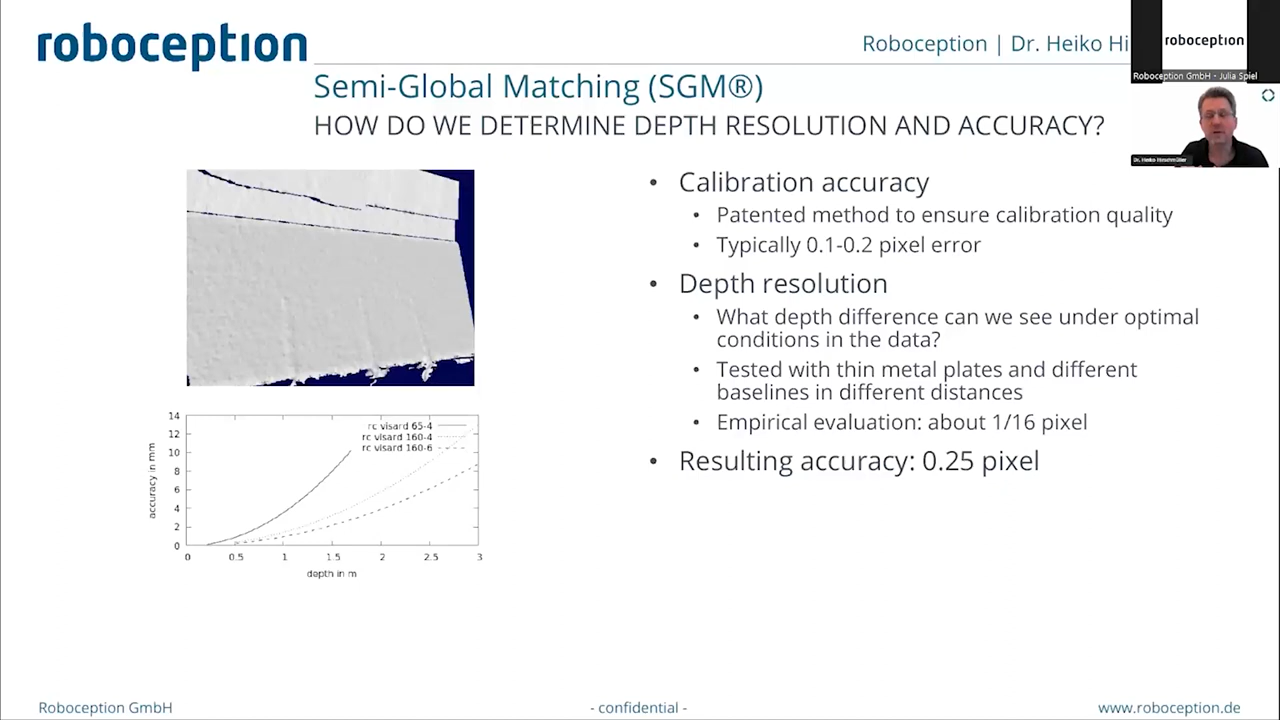 roboception
Roboception | Dr. Heiko Hi
roboception
Roboception GmbH - Julia Spiel
Dr. Heiko Hirschmüller
Semi-Global Matching (SGM®)
HOW DO WE DETERMINE DEPTH RESOLUTION AND ACCURACY?
• Calibration accuracy
• Patented method to ensure calibration quality
• Typically 0.1-0.2 pixel error
• Depth resolution
• What depth difference can we see under optimal
conditions in the data?
• Tested with thin metal plates and different
baselines in different distances
• Empirical evaluation: about 1/16 pixel
• Resulting accuracy: 0.25 pixel
14
12
10
8
6
4
2
0
accuracy in mm
rc visard 65-4
rc visard 160-4
rc visard 160-6
0 0.5 1 1.5 2 2.5 3
depth in m
Roboception GmbH
- confidential -
www.roboception.de